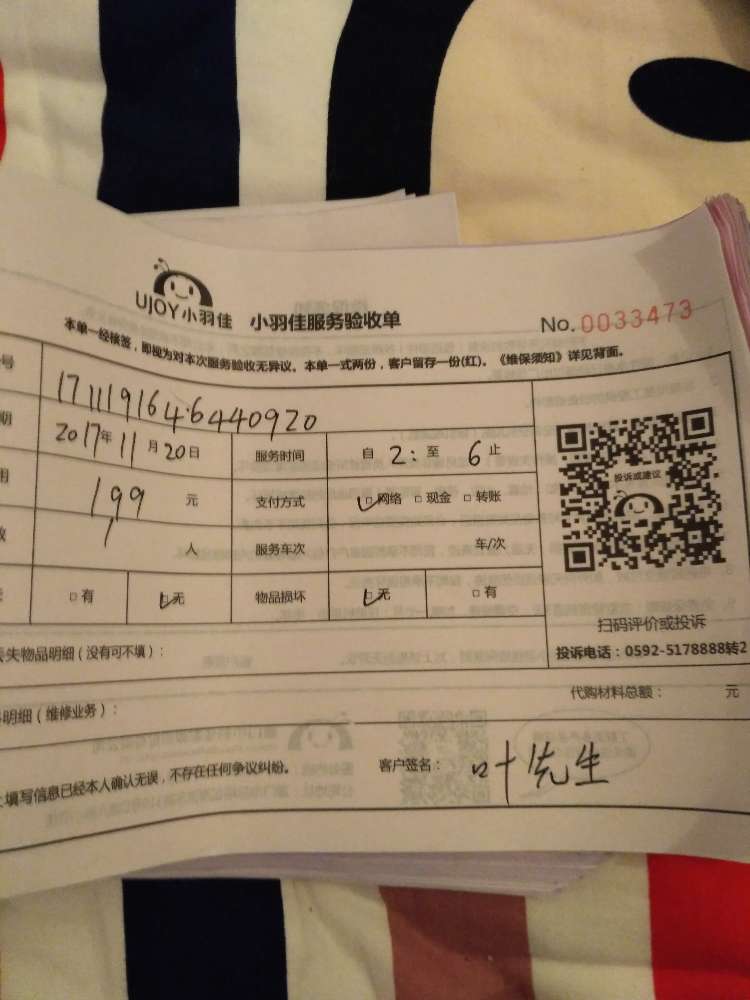 UJOY小羽佳 小羽佳服务验收单 No.0033473
本单一经核签，即视为对本次服务验收无异议。本单一式两份，客户留存一份(红)。《维保须知》详见背面。
号 1711191646440920
期 2017年11月20日 服务时间 自2:至6止
用 199元 支付方式 □网络 □现金 □转账
数 1人 服务车次 车/次
□有 □无 物品损坏 □无 □有
投诉或建议
扫码评价或投诉
投诉电话：0592-5178888转2
失物品明细（没有可不填）：
代购材料总额： 元
明细（维修业务）：
填写信息已经本人确认无误，不存在任何争议纠纷。 客户签名： 叶先生